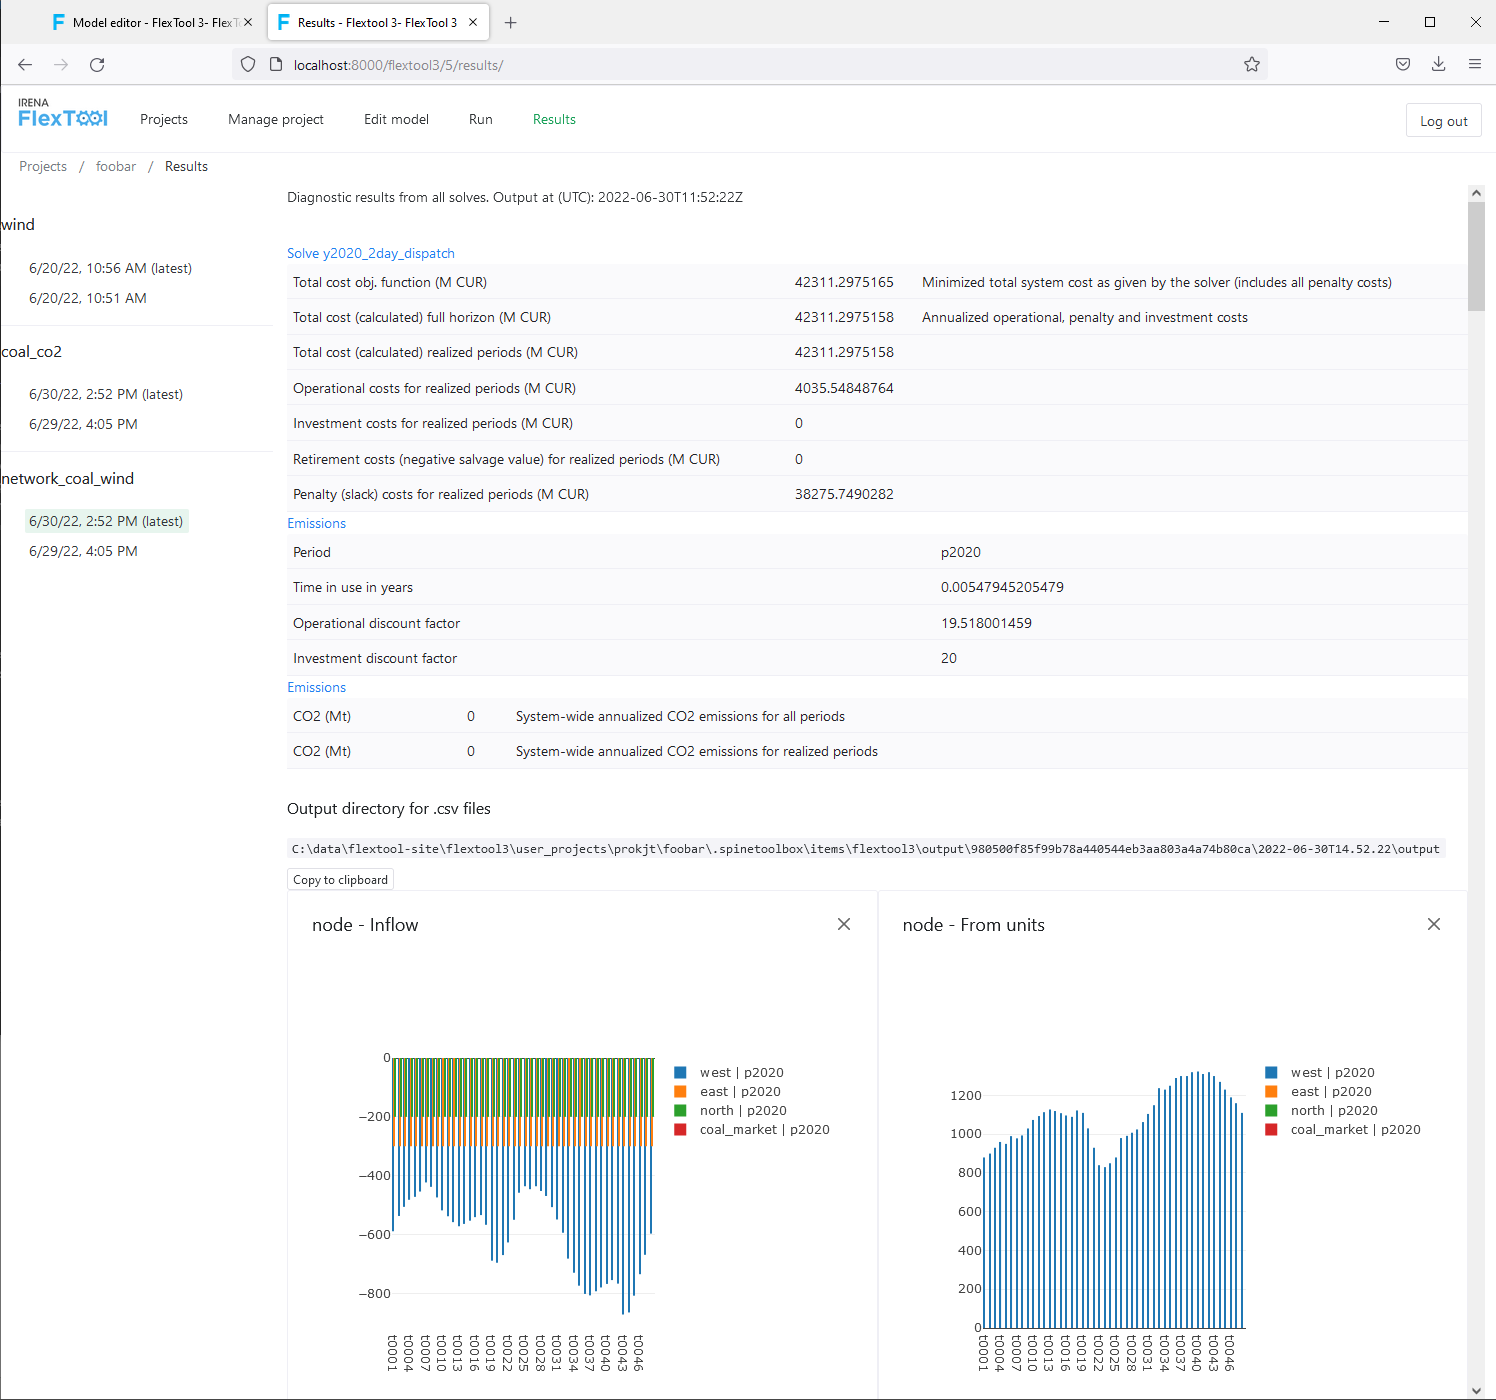 Model editor - FlexTool 3- FlexT
Results - Flextool 3- FlexTool 3
localhost:8000/flextool3/5/results/
IRENA
FlexTool
Projects
Manage project
Edit model
Run
Results
Log out
Projects / foobar / Results
Diagnostic results from all solves. Output at (UTC): 2022-06-30T11:52:22Z
wind
6/20/22, 10:56 AM (latest)
6/20/22, 10:51 AM
coal_co2
6/30/22, 2:52 PM (latest)
6/29/22, 4:05 PM
network_coal_wind
6/30/22, 2:52 PM (latest)
6/29/22, 4:05 PM
Solve y2020_2day_dispatch
Total cost obj. function (M CUR) 42311.2975165 Minimized total system cost as given by the solver (includes all penalty costs)
Total cost (calculated) full horizon (M CUR) 42311.2975158 Annualized operational, penalty and investment costs
Total cost (calculated) realized periods (M CUR) 42311.2975158
Operational costs for realized periods (M CUR) 4035.54848764
Investment costs for realized periods (M CUR) 0
Retirement costs (negative salvage value) for realized periods (M CUR) 0
Penalty (slack) costs for realized periods (M CUR) 38275.7490282
Emissions
Period p2020
Time in use in years 0.00547945205479
Operational discount factor 19.518001459
Investment discount factor 20
Emissions
CO2 (Mt) 0 System-wide annualized CO2 emissions for all periods
CO2 (Mt) 0 System-wide annualized CO2 emissions for realized periods
Output directory for .csv files
C:\data\flextool-site\flextool3\user_projects\prokjt\foobar\.spinetoolbox\items\flextool3\output\980500f85f99b78a440544eb3aa803a4a74b80ca\2022-06-30T14.52.22\output
Copy to clipboard
node - Inflow
0
−200
−400
−600
−800
t0001
t0004
t0007
t0010
t0013
t0016
t0019
t0022
t0025
t0028
t0031
t0034
t0037
t0040
t0043
t0046
west | p2020
east | p2020
north | p2020
coal_market | p2020
node - From units
1200
1000
800
600
400
200
0
t0001
t0004
t0007
t0010
t0013
t0016
t0019
t0022
t0025
t0028
t0031
t0034
t0037
t0040
t0043
t0046
west | p2020
east | p2020
north | p2020
coal_market | p2020